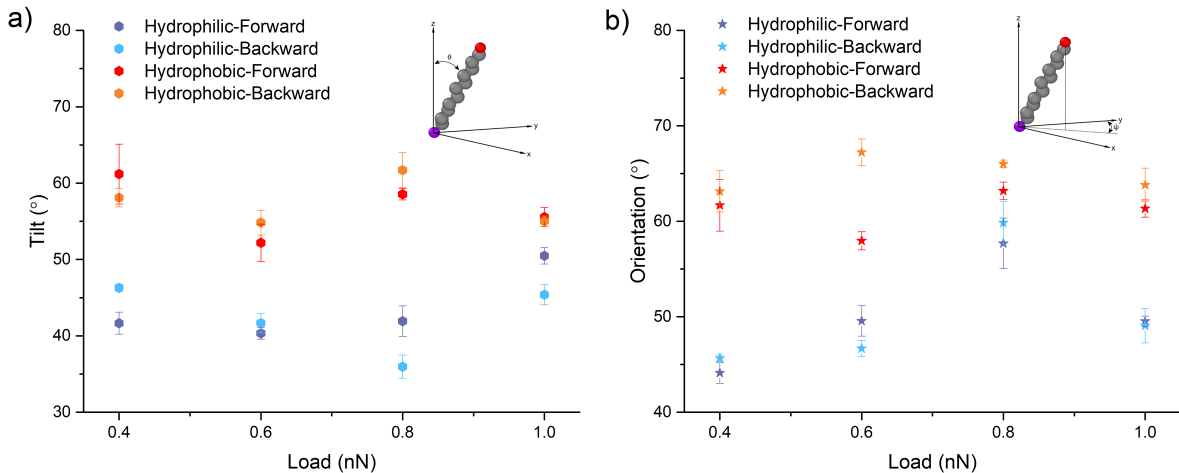 a)
Hydrophilic-Forward
Hydrophilic-Backward
Hydrophobic-Forward
Hydrophobic-Backward
z
θ
y
x
80
70
60
50
40
30
Tilt (°)
0.4 0.6 0.8 1.0
Load (nN)
b)
Hydrophilic-Forward
Hydrophilic-Backward
Hydrophobic-Forward
Hydrophobic-Backward
z
y
ψ
x
80
70
60
50
40
Orientation (°)
0.4 0.6 0.8 1.0
Load (nN)